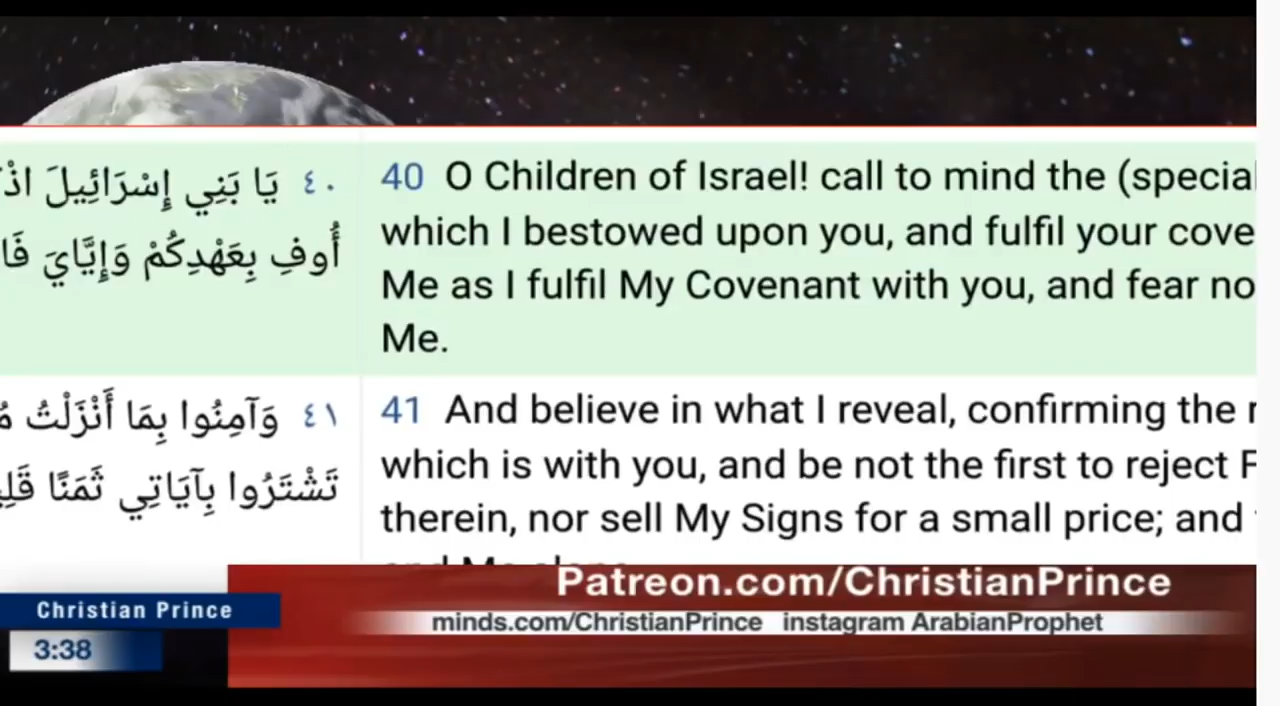 ٤٠ يَا بَنِي إِسْرَائِيلَ
أُوفِ بِعَهْدِكُمْ وَإِيَّايَ
40 O Children of Israel! call to mind the (special
which I bestowed upon you, and fulfil your cove
Me as I fulfil My Covenant with you, and fear no
Me.
٤١ وَآمِنُوا بِمَا أَنْزَلْتُ
تَشْتَرُوا بِآيَاتِي ثَمَنًا
41 And believe in what I reveal, confirming the r
which is with you, and be not the first to reject F
therein, nor sell My Signs for a small price; and
Patreon.com/ChristianPrince
Christian Prince
minds.com/ChristianPrince instagram ArabianProphet
3:38